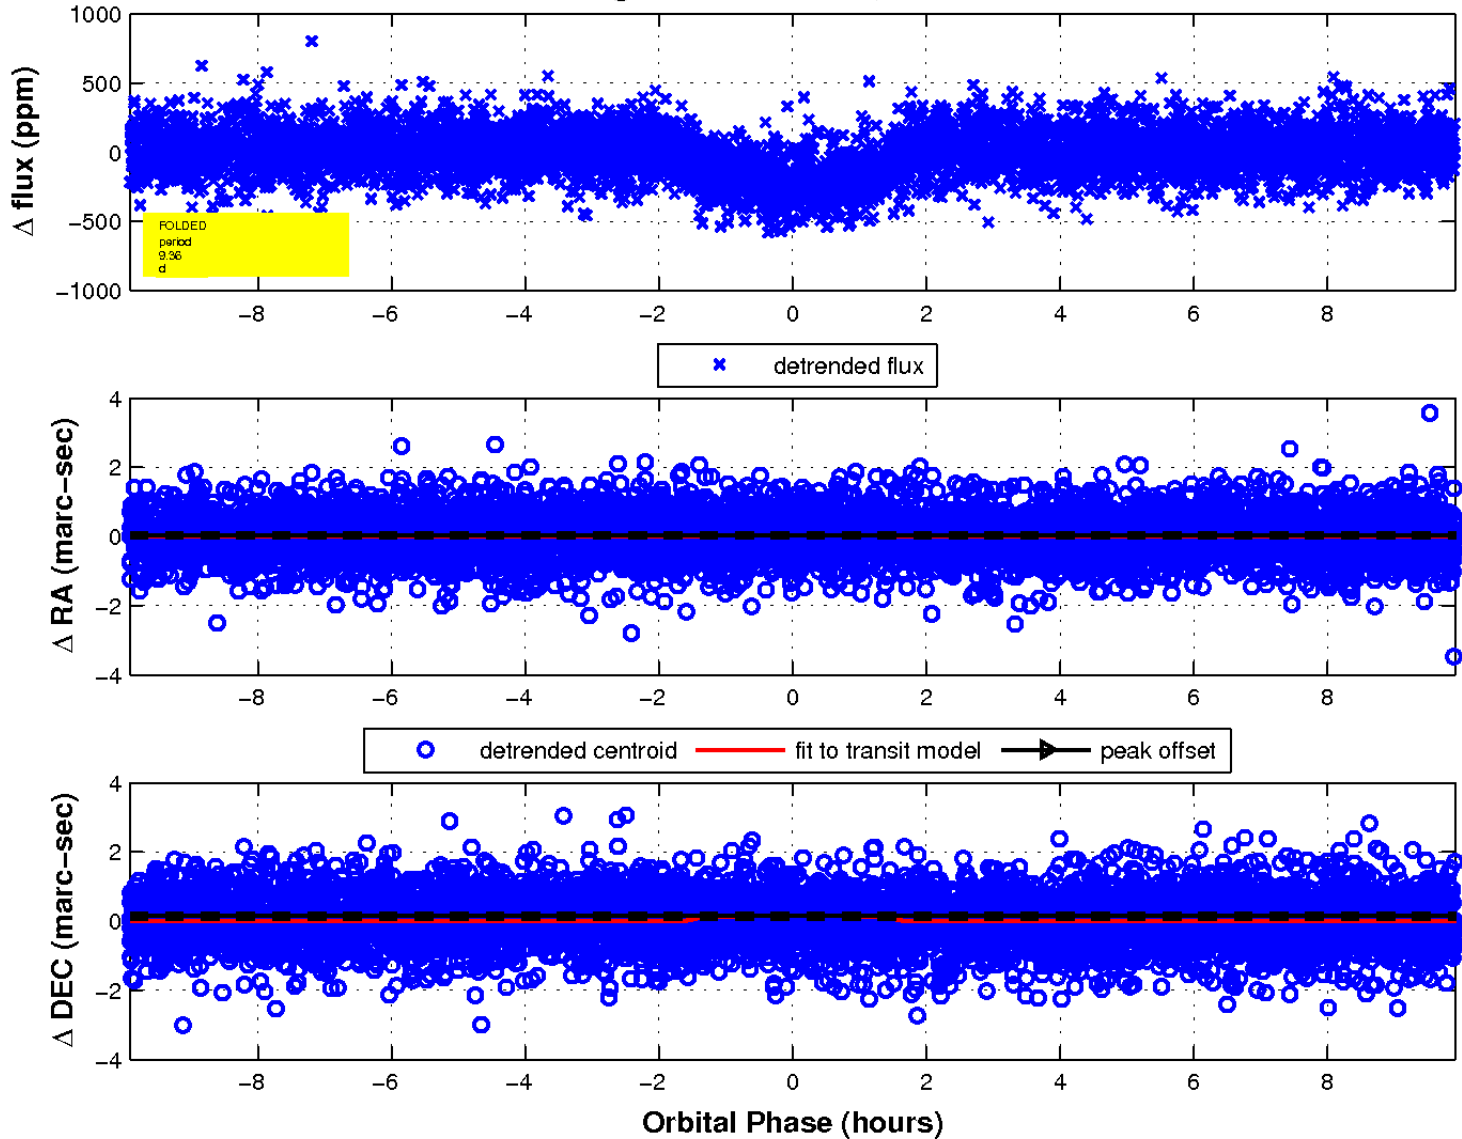 Δ flux (ppm)
1000
500
0
−500
−1000
FOLDED
period
9.36
d
−8 −6 −4 −2 0 2 4 6 8
detrended flux
Δ RA (marc−sec)
4
2
0
−2
−4
−8 −6 −4 −2 0 2 4 6 8
detrended centroid fit to transit model peak offset
Δ DEC (marc−sec)
4
2
0
−2
−4
−8 −6 −4 −2 0 2 4 6 8
Orbital Phase (hours)